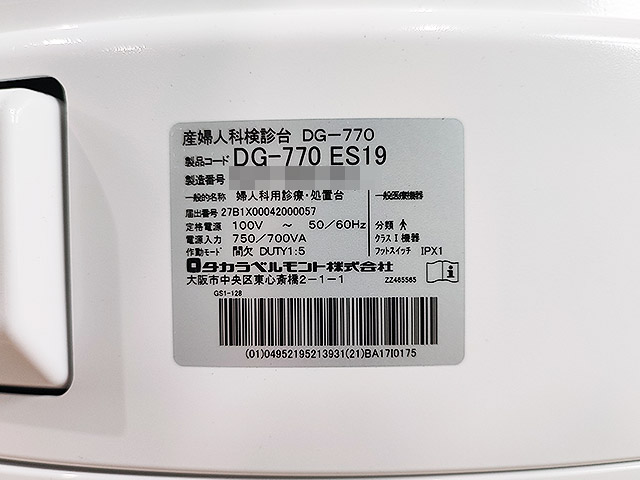 産婦人科検診台 DG-770
製品コード DG-770 ES19
製造番号
一般的名称 婦人科用診療・処置台 一般医療機器
届出番号 27B1X00042000057
定格電源 100V ～ 50/60Hz 分類
電源入力 750/700VA クラスⅠ機器
作動モード 間欠 DUTY1:5 フットスイッチ IPX1
タカラベルモント株式会社
大阪市中央区東心斎橋2-1-1 ZZ465565
GS1-128
(01)04952195213931(21)BA17I0175